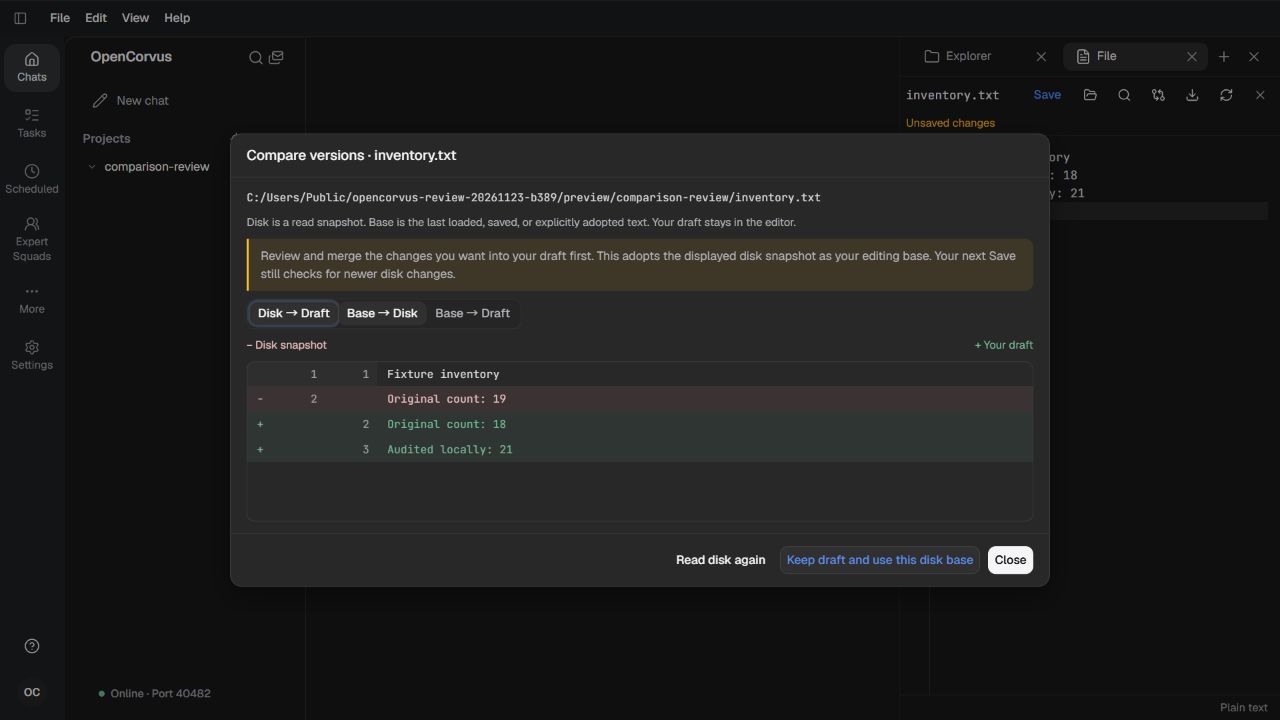 File Edit View Help
Chats
Tasks
Scheduled
Expert
Squads
More
Settings
OC
OpenCorvus
New chat
Projects
comparison-review
Online · Port 40482
Explorer
File
inventory.txt Save
Unsaved changes
ory
: 18
y: 21
Plain text
Compare versions · inventory.txt
C:/Users/Public/opencorvus-review-20261123-b389/preview/comparison-review/inventory.txt
Disk is a read snapshot. Base is the last loaded, saved, or explicitly adopted text. Your draft stays in the editor.
Review and merge the changes you want into your draft first. This adopts the displayed disk snapshot as your editing base. Your next Save
still checks for newer disk changes.
Disk → Draft Base → Disk Base → Draft
− Disk snapshot + Your draft
1 1 Fixture inventory
- 2 Original count: 19
+ 2 Original count: 18
+ 3 Audited locally: 21
Read disk again Keep draft and use this disk base Close